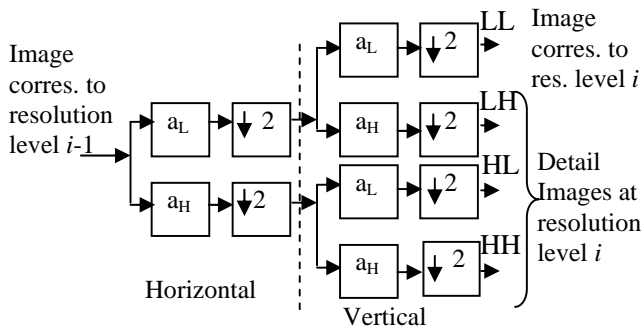 Image
corres. to
resolution
level i-1
a_L
2
a_H
2
a_L
2
LL
a_H
2
LH
a_L
2
HL
a_H
2
HH
Image
corres. to
res. level i
Detail
Images at
resolution
level i
Horizontal
Vertical